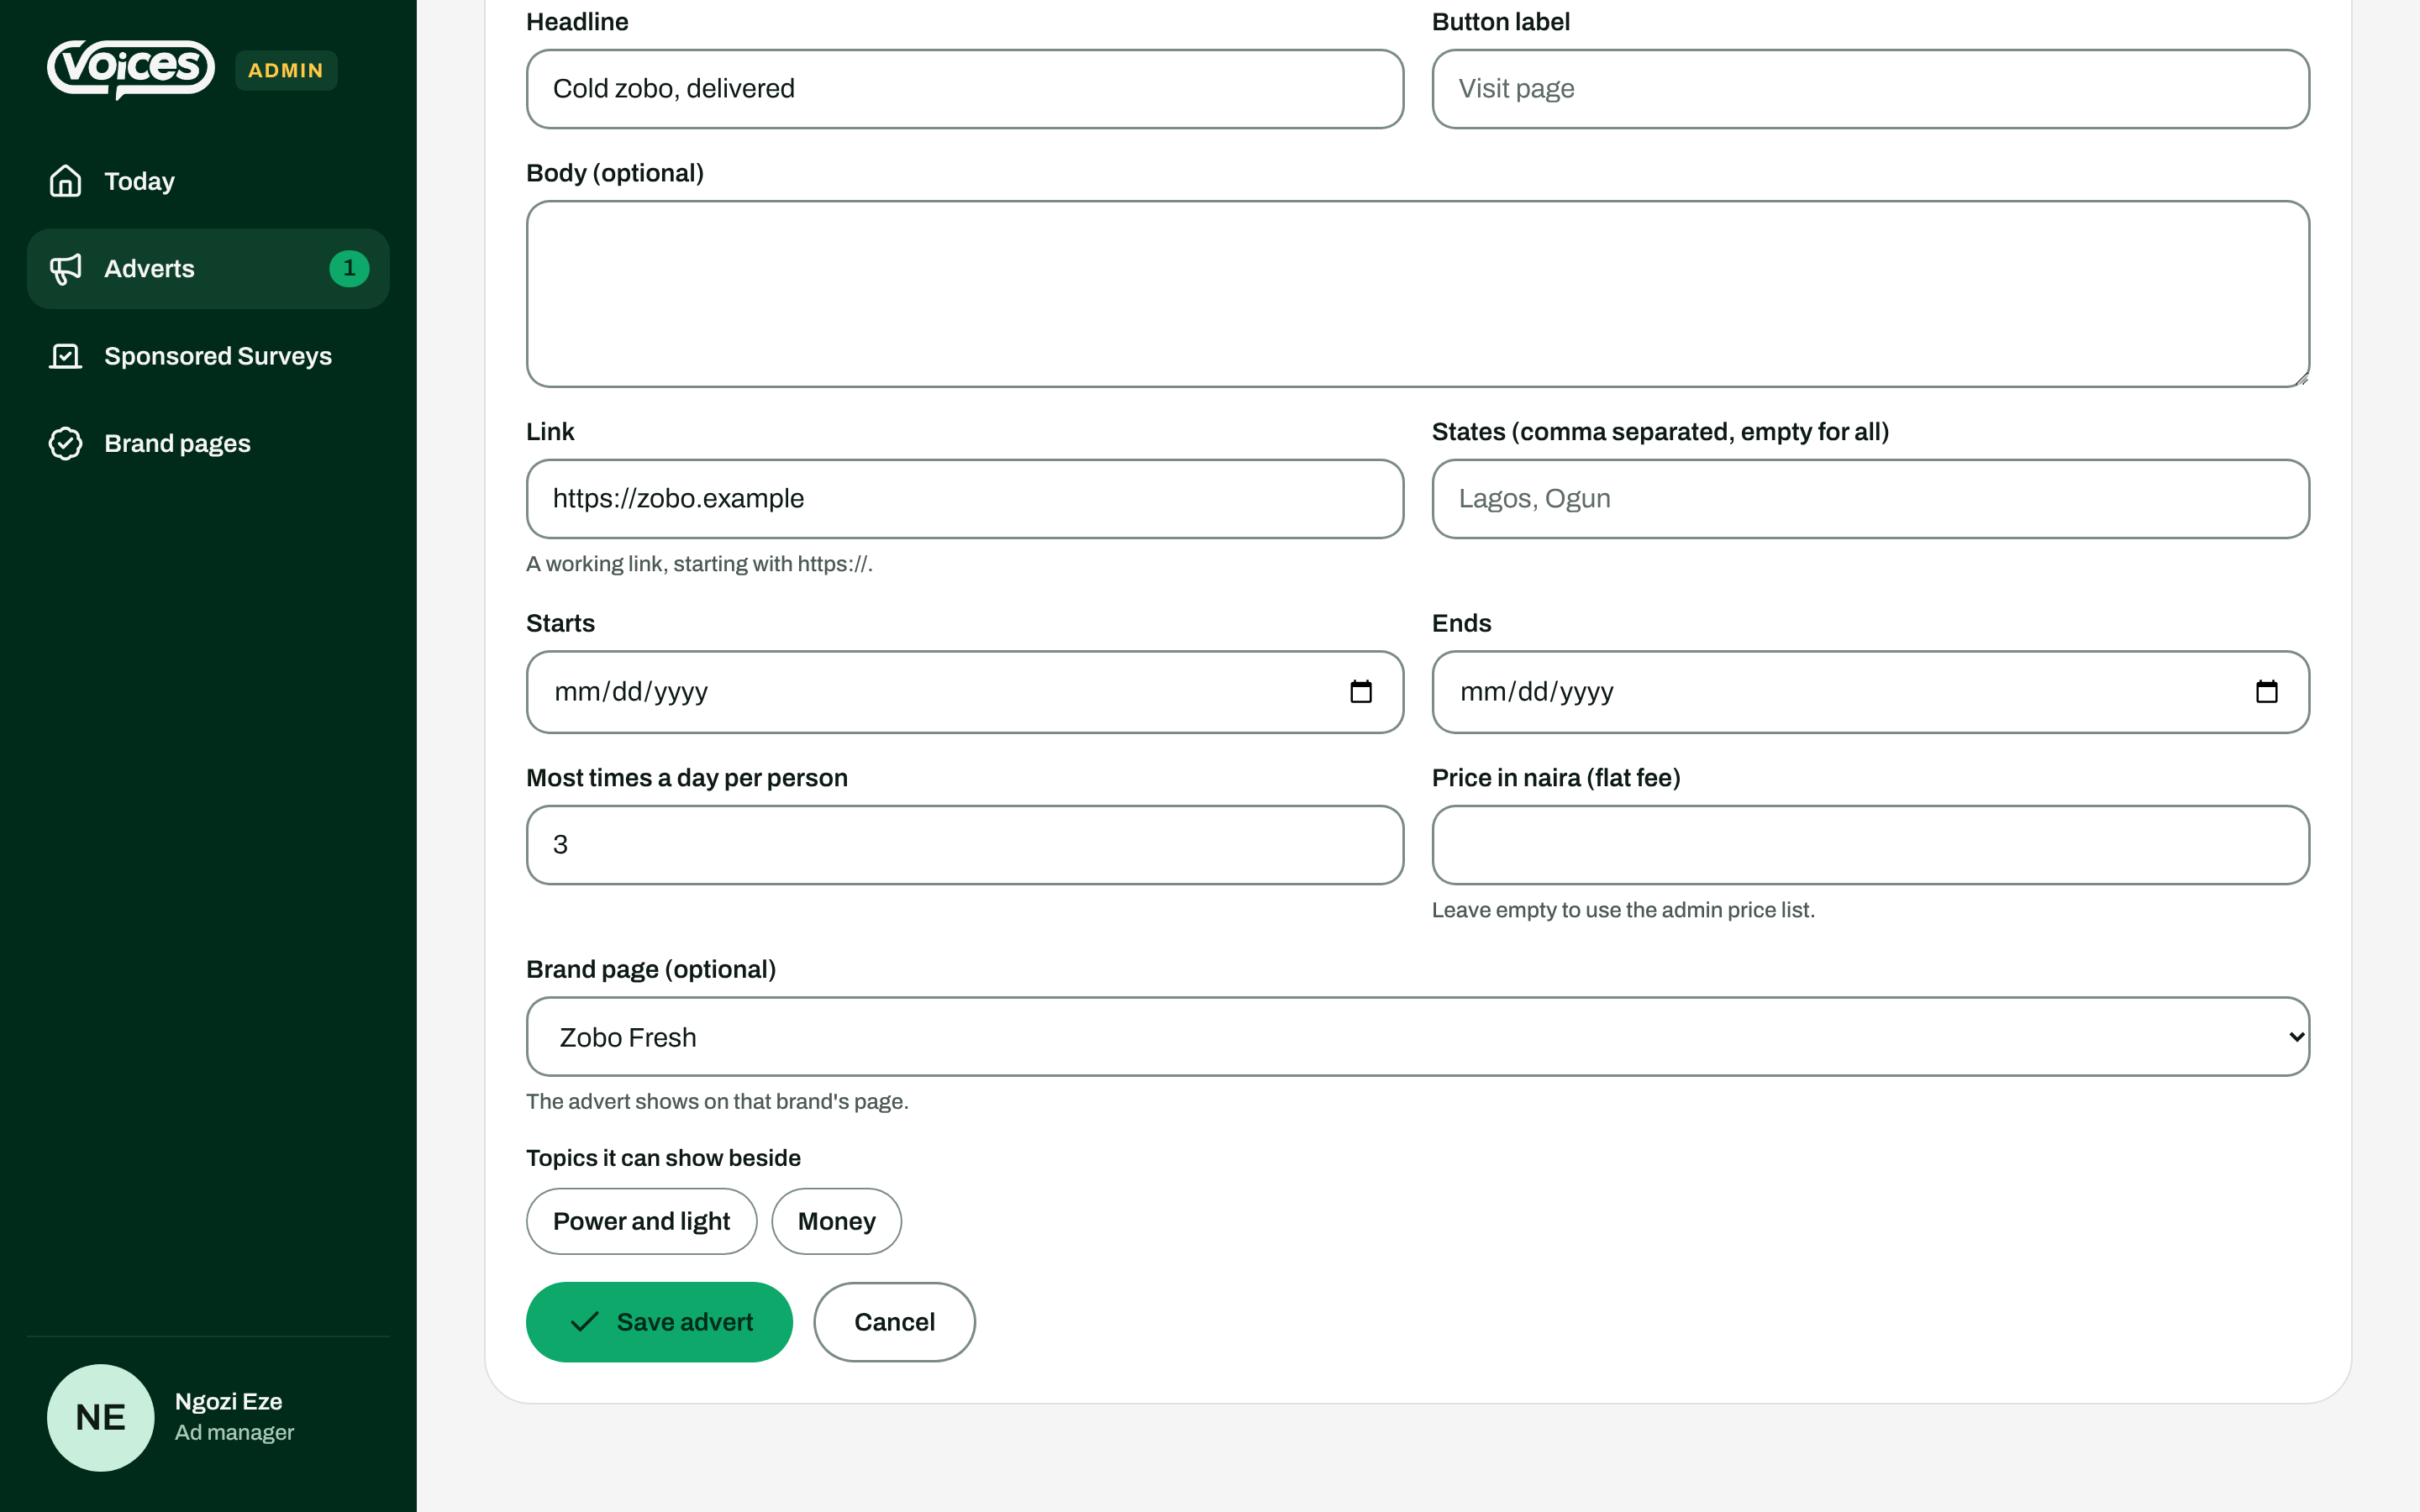 Voices
ADMIN
Today
Adverts
1
Sponsored Surveys
Brand pages
NE
Ngozi Eze
Ad manager
Headline
Cold zobo, delivered
Button label
Visit page
Body (optional)
Link
https://zobo.example
A working link, starting with https://.
States (comma separated, empty for all)
Lagos, Ogun
Starts
mm/dd/yyyy
Ends
mm/dd/yyyy
Most times a day per person
3
Price in naira (flat fee)
Leave empty to use the admin price list.
Brand page (optional)
Zobo Fresh
The advert shows on that brand's page.
Topics it can show beside
Power and light
Money
Save advert
Cancel